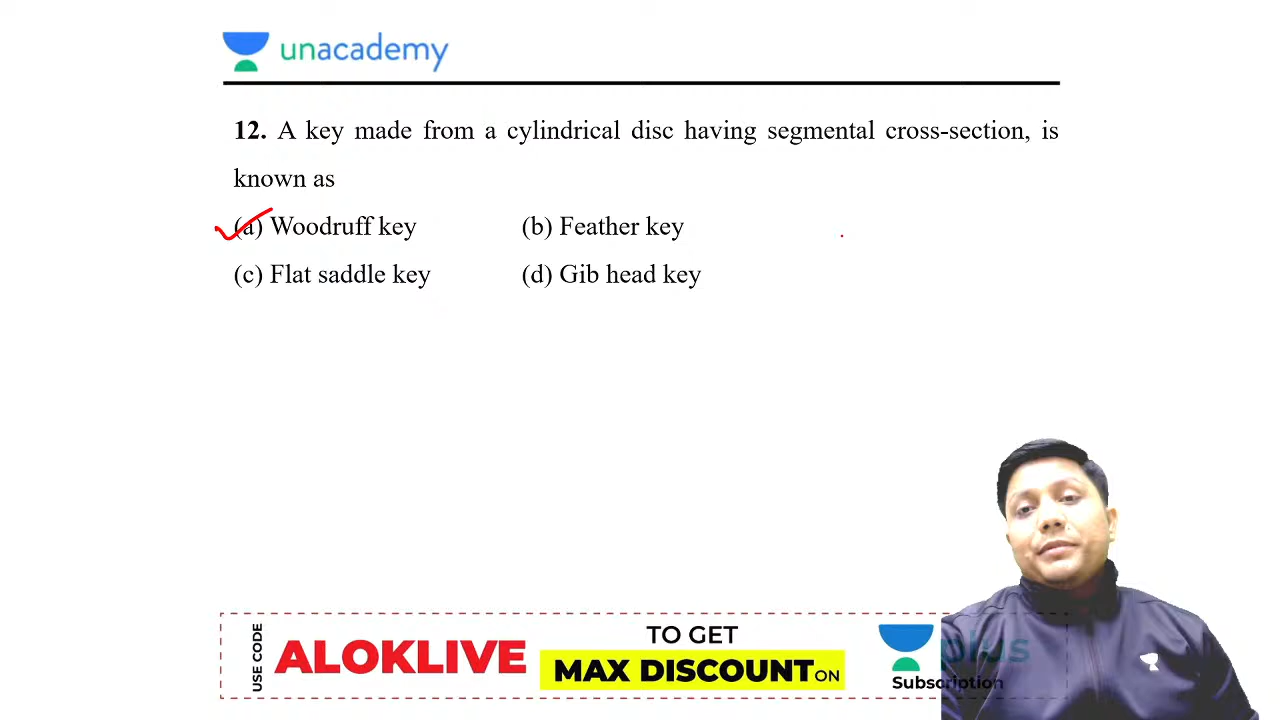 unacademy
12. A key made from a cylindrical disc having segmental cross-section, is
known as
(a) Woodruff key (b) Feather key
(c) Flat saddle key (d) Gib head key
USE CODE
ALOKLIVE
TO GET
MAX DISCOUNT ON
plus
Subscription